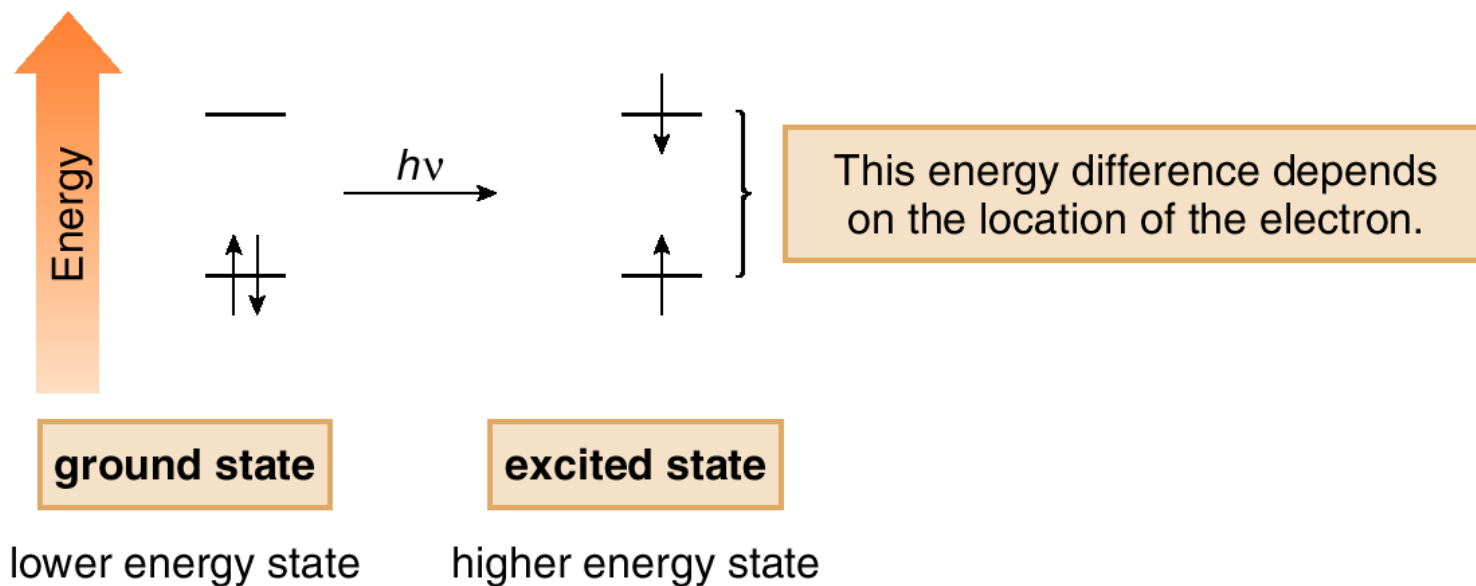 Energy
hν
This energy difference depends
on the location of the electron.
ground state
excited state
lower energy state
higher energy state